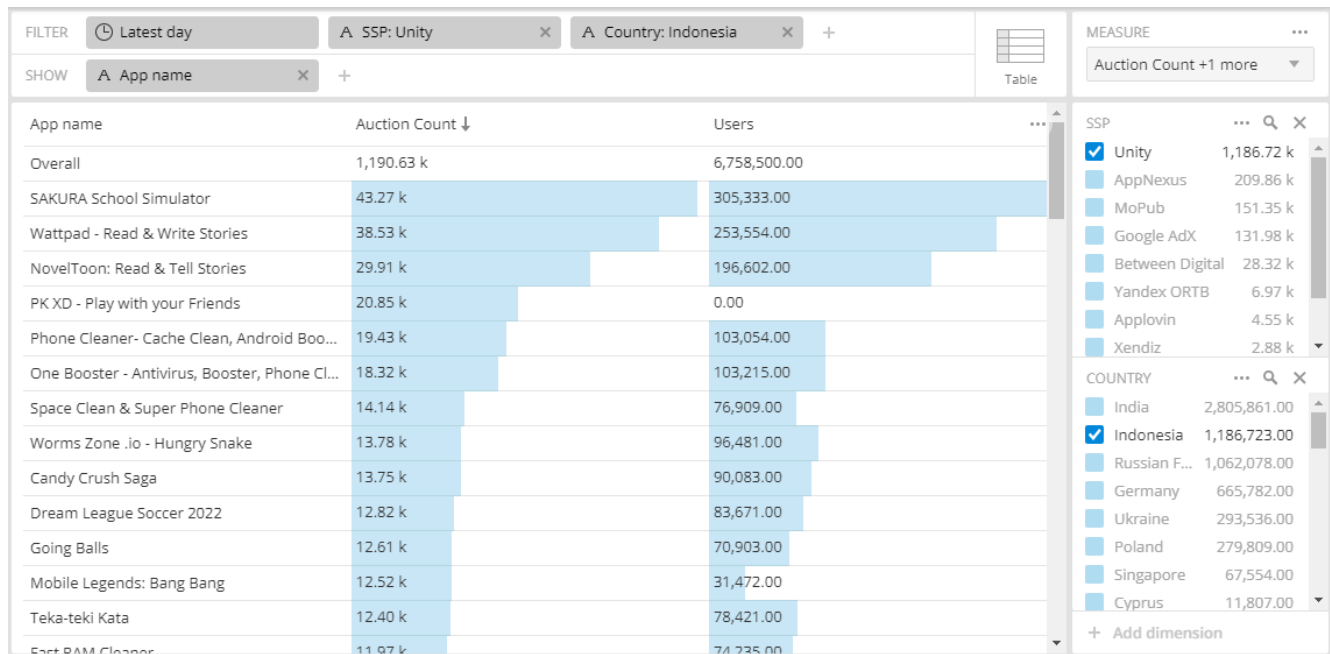 FILTER Latest day A SSP: Unity × A Country: Indonesia × +
SHOW A App name × +
Table
MEASURE ...
Auction Count +1 more
App name Auction Count ↓ Users ...
Overall 1,190.63 k 6,758,500.00
SAKURA School Simulator 43.27 k 305,333.00
Wattpad - Read & Write Stories 38.53 k 253,554.00
NovelToon: Read & Tell Stories 29.91 k 196,602.00
PK XD - Play with your Friends 20.85 k 0.00
Phone Cleaner- Cache Clean, Android Boo... 19.43 k 103,054.00
One Booster - Antivirus, Booster, Phone Cl... 18.32 k 103,215.00
Space Clean & Super Phone Cleaner 14.14 k 76,909.00
Worms Zone .io - Hungry Snake 13.78 k 96,481.00
Candy Crush Saga 13.75 k 90,083.00
Dream League Soccer 2022 12.82 k 83,671.00
Going Balls 12.61 k 70,903.00
Mobile Legends: Bang Bang 12.52 k 31,472.00
Teka-teki Kata 12.40 k 78,421.00
Fast RAM Cleaner 11.97 k 74,235.00
SSP ... ×
Unity 1,186.72 k
AppNexus 209.86 k
MoPub 151.35 k
Google AdX 131.98 k
Between Digital 28.32 k
Yandex ORTB 6.97 k
Applovin 4.55 k
Xendiz 2.88 k
COUNTRY ... ×
India 2,805,861.00
Indonesia 1,186,723.00
Russian F... 1,062,078.00
Germany 665,782.00
Ukraine 293,536.00
Poland 279,809.00
Singapore 67,554.00
Cyprus 11,807.00
+ Add dimension